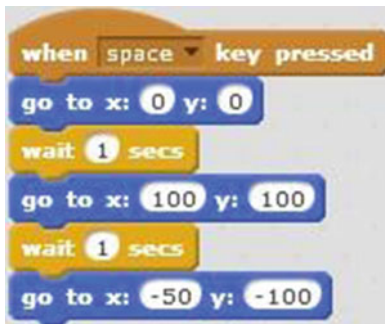 when space key pressed
go to x: 0 y: 0
wait 1 secs
go to x: 100 y: 100
wait 1 secs
go to x: -50 y: -100